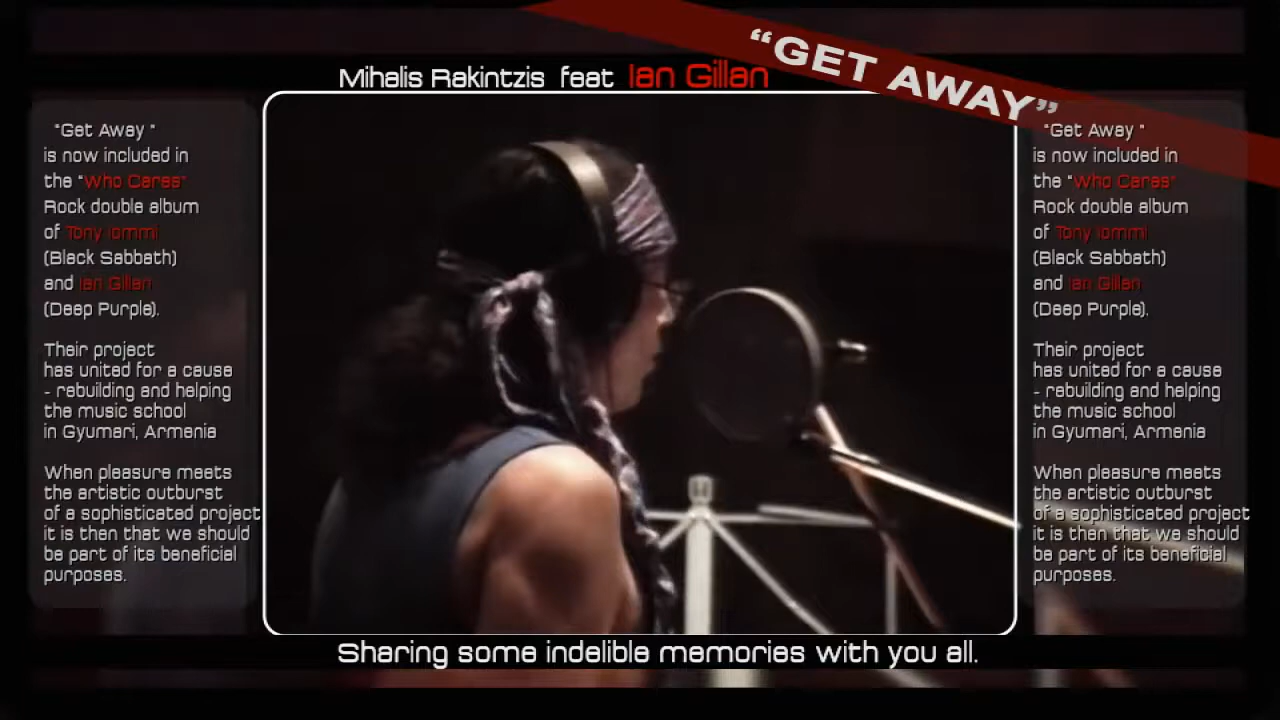 “GET AWAY”
Mihalis Rakintzis feat Ian Gillan
"Get Away "
is now included in
the "Who Cares"
Rock double album
of Tony Iommi
(Black Sabbath)
and Ian Gillan
(Deep Purple).
Their project
has united for a cause
- rebuilding and helping
the music school
in Gyumari, Armenia
When pleasure meets
the artistic outburst
of a sophisticated project
it is then that we should
be part of its beneficial
purposes.
"Get Away "
is now included in
the "Who Cares"
Rock double album
of Tony Iommi
(Black Sabbath)
and Ian Gillan
(Deep Purple).
Their project
has united for a cause
- rebuilding and helping
the music school
in Gyumari, Armenia
When pleasure meets
the artistic outburst
of a sophisticated project
it is then that we should
be part of its beneficial
purposes.
Sharing some indelible memories with you all.